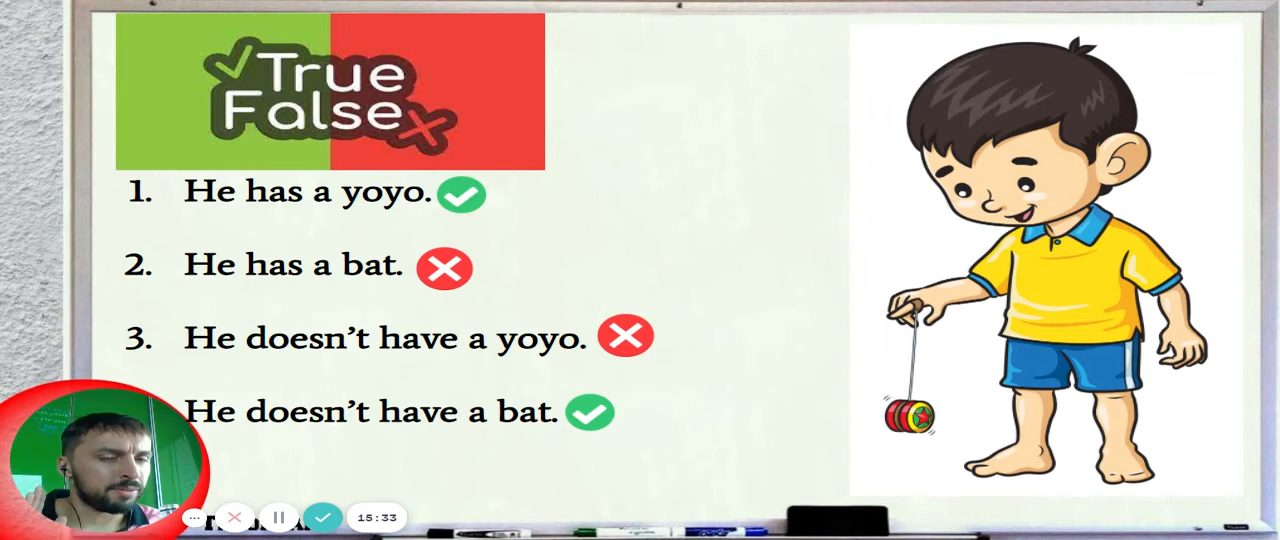 True
False
1. He has a yoyo.
2. He has a bat.
3. He doesn't have a yoyo.
He doesn't have a bat.
15:33